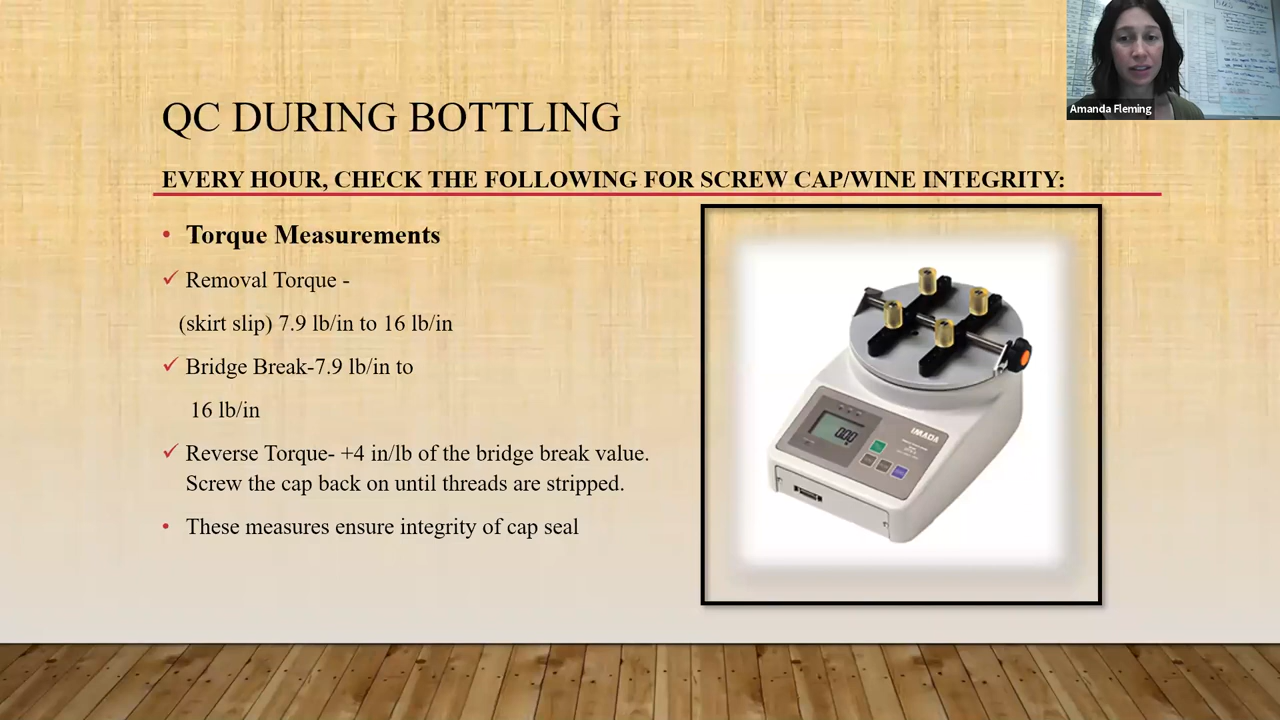 Amanda Fleming
QC DURING BOTTLING
EVERY HOUR, CHECK THE FOLLOWING FOR SCREW CAP/WINE INTEGRITY:
• Torque Measurements
✓ Removal Torque -
(skirt slip) 7.9 lb/in to 16 lb/in
✓ Bridge Break-7.9 lb/in to
16 lb/in
✓ Reverse Torque- +4 in/lb of the bridge break value.
Screw the cap back on until threads are stripped.
• These measures ensure integrity of cap seal
IMADA